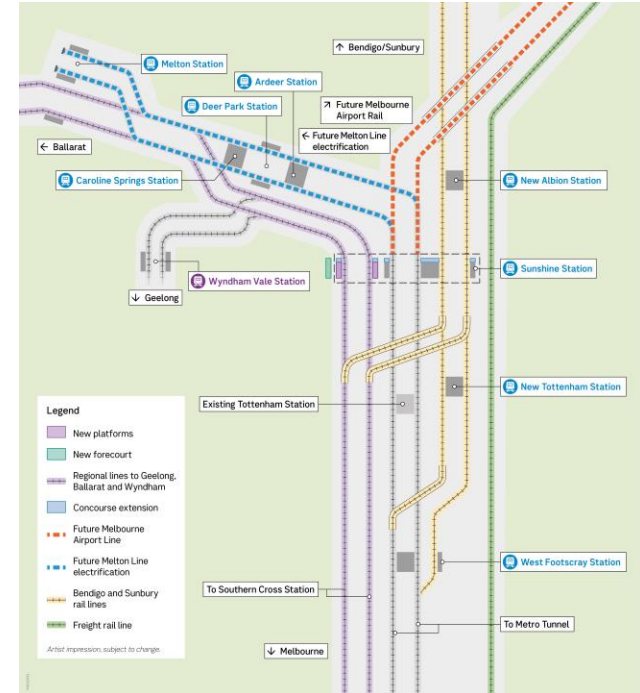 ↑ Bendigo/Sunbury
Melton Station
Ardeer Station
Deer Park Station
↗ Future Melbourne
Airport Rail
← Future Melton Line
electrification
← Ballarat
Caroline Springs Station
New Albion Station
Wyndham Vale Station
Sunshine Station
↓ Geelong
New Tottenham Station
Existing Tottenham Station
Legend
New platforms
New forecourt
Regional lines to Geelong,
Ballarat and Wyndham
Concourse extension
Future Melbourne
Airport Line
Future Melton Line
electrification
Bendigo and Sunbury
rail lines
Freight rail line
Artist impression, subject to change.
West Footscray Station
To Southern Cross Station
To Metro Tunnel
↓ Melbourne